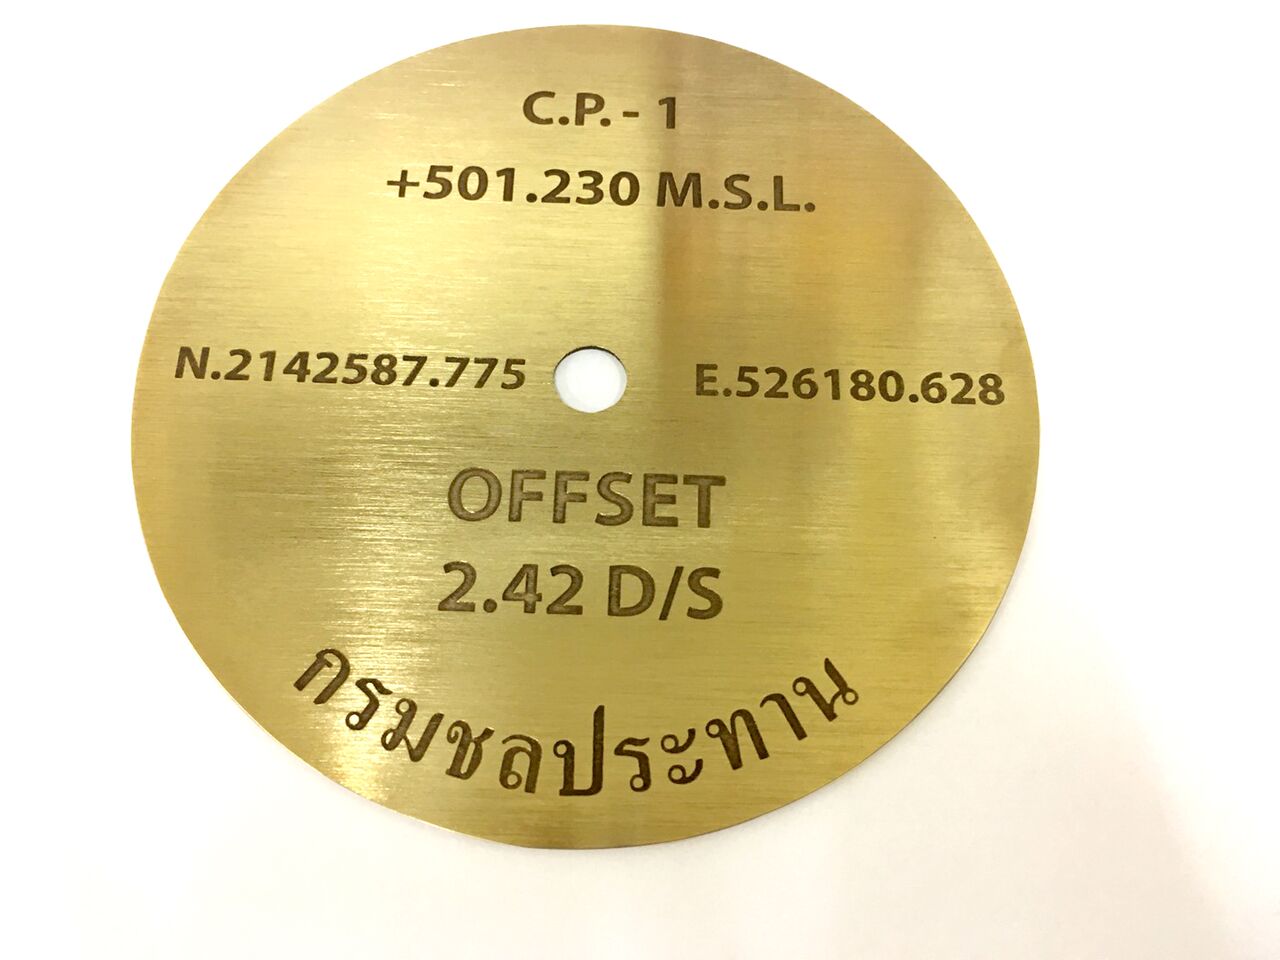 C.P. - 1
+501.230 M.S.L.
N.2142587.775 E.526180.628
OFFSET
2.42 D/S
กรมชลประทาน